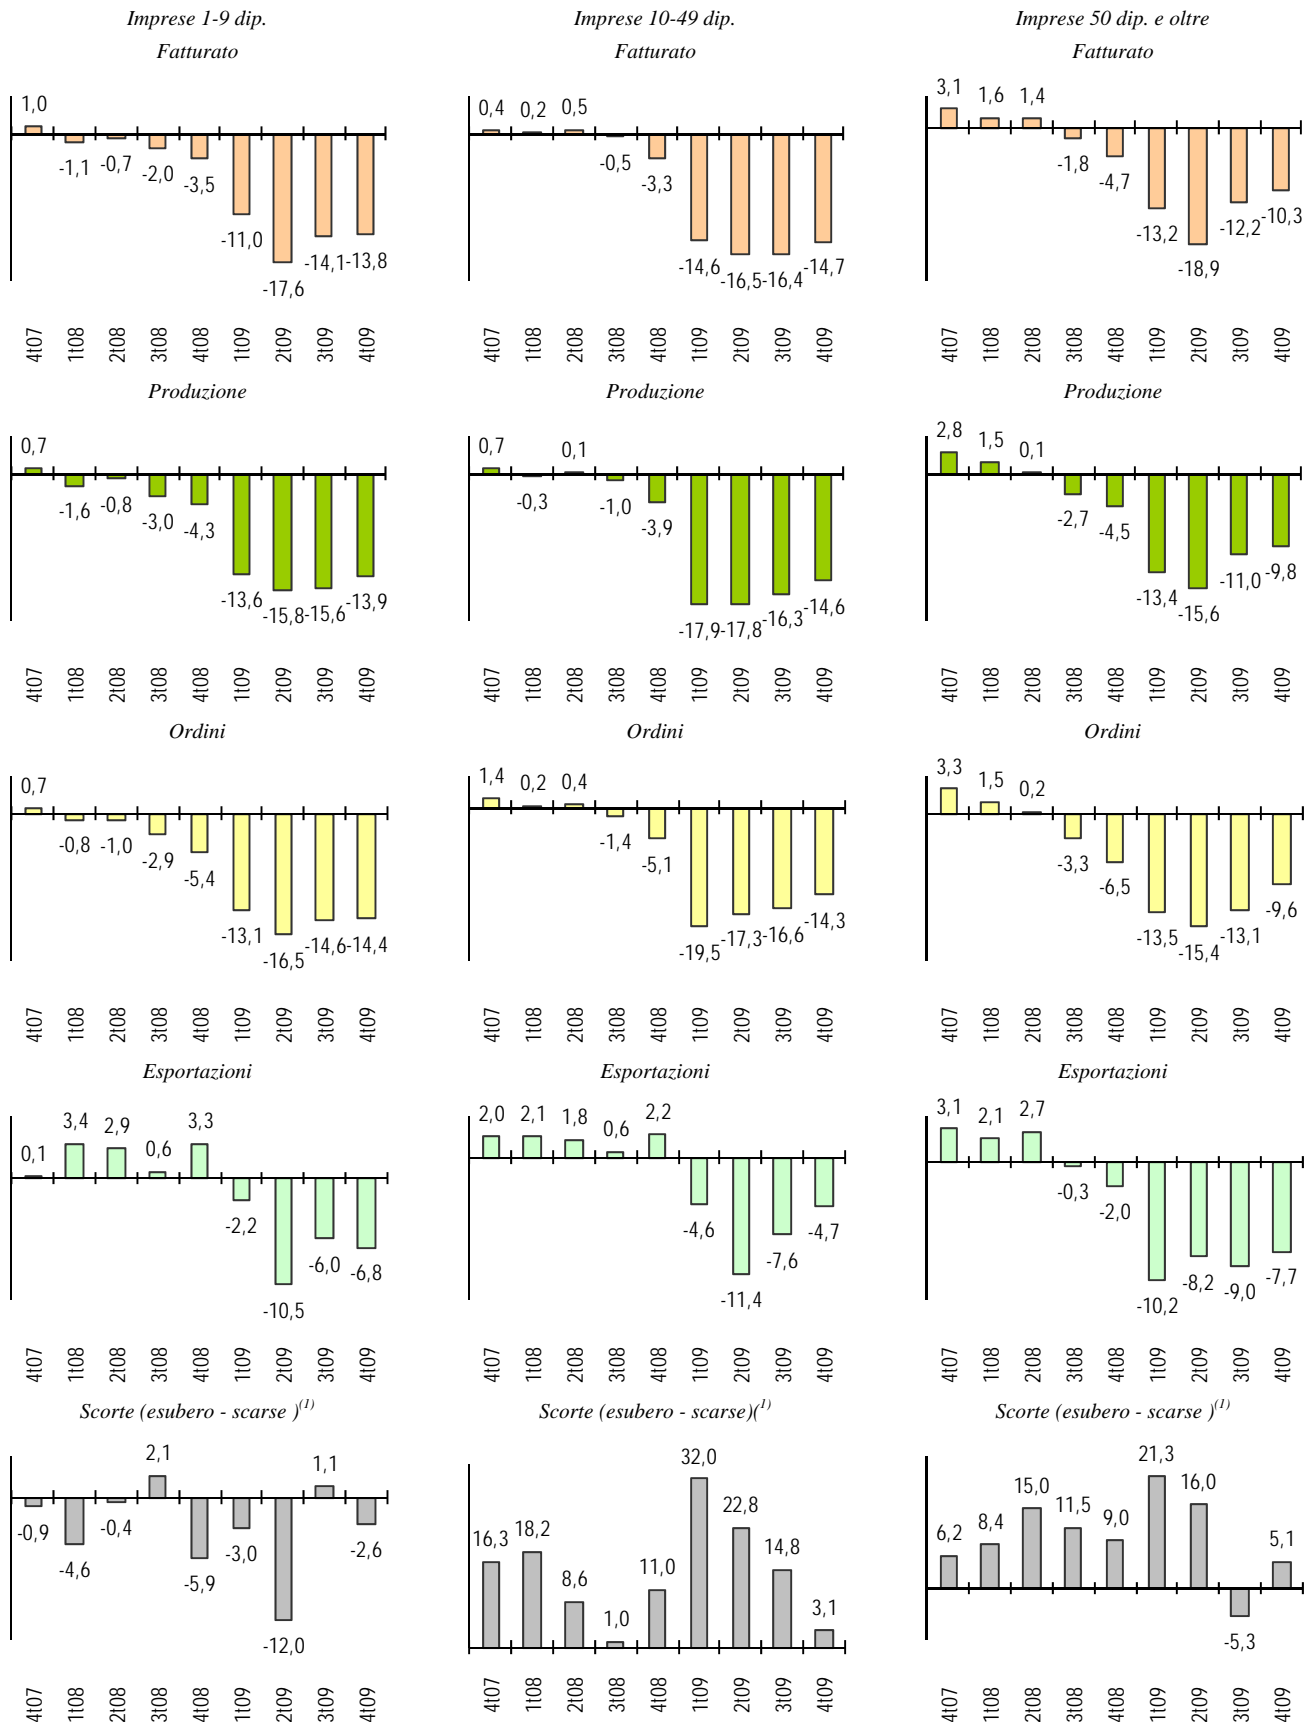 Imprese 1-9 dip. Imprese 10-49 dip. Imprese 50 dip. e oltre
Fatturato Fatturato Fatturato
1,0 -1,1 -0,7 -2,0 -3,5 -11,0 -17,6 -14,1 -13,8
4t07 1t08 2t08 3t08 4t08 1t09 2t09 3t09 4t09
0,4 0,2 0,5 -0,5 -3,3 -14,6 -16,5 -16,4 -14,7
4t07 1t08 2t08 3t08 4t08 1t09 2t09 3t09 4t09
3,1 1,6 1,4 -1,8 -4,7 -13,2 -18,9 -12,2 -10,3
4t07 1t08 2t08 3t08 4t08 1t09 2t09 3t09 4t09
Produzione Produzione Produzione
0,7 -1,6 -0,8 -3,0 -4,3 -13,6 -15,8 -15,6 -13,9
4t07 1t08 2t08 3t08 4t08 1t09 2t09 3t09 4t09
0,7 -0,3 0,1 -1,0 -3,9 -17,9 -17,8 -16,3 -14,6
4t07 1t08 2t08 3t08 4t08 1t09 2t09 3t09 4t09
2,8 1,5 0,1 -2,7 -4,5 -13,4 -15,6 -11,0 -9,8
4t07 1t08 2t08 3t08 4t08 1t09 2t09 3t09 4t09
Ordini Ordini Ordini
0,7 -0,8 -1,0 -2,9 -5,4 -13,1 -16,5 -14,6 -14,4
4t07 1t08 2t08 3t08 4t08 1t09 2t09 3t09 4t09
1,4 0,2 0,4 -1,4 -5,1 -19,5 -17,3 -16,6 -14,3
4t07 1t08 2t08 3t08 4t08 1t09 2t09 3t09 4t09
3,3 1,5 0,2 -3,3 -6,5 -13,5 -15,4 -13,1 -9,6
4t07 1t08 2t08 3t08 4t08 1t09 2t09 3t09 4t09
Esportazioni Esportazioni Esportazioni
0,1 3,4 2,9 0,6 3,3 -2,2 -10,5 -6,0 -6,8
4t07 1t08 2t08 3t08 4t08 1t09 2t09 3t09 4t09
2,0 2,1 1,8 0,6 2,2 -4,6 -11,4 -7,6 -4,7
4t07 1t08 2t08 3t08 4t08 1t09 2t09 3t09 4t09
3,1 2,1 2,7 -0,3 -2,0 -10,2 -8,2 -9,0 -7,7
4t07 1t08 2t08 3t08 4t08 1t09 2t09 3t09 4t09
Scorte (esubero - scarse )(1) Scorte (esubero - scarse)(1) Scorte (esubero - scarse )(1)
-0,9 -4,6 -0,4 2,1 -5,9 -3,0 -12,0 1,1 -2,6
4t07 1t08 2t08 3t08 4t08 1t09 2t09 3t09 4t09
16,3 18,2 8,6 1,0 11,0 32,0 22,8 14,8 3,1
4t07 1t08 2t08 3t08 4t08 1t09 2t09 3t09 4t09
6,2 8,4 15,0 11,5 9,0 21,3 16,0 -5,3 5,1
4t07 1t08 2t08 3t08 4t08 1t09 2t09 3t09 4t09